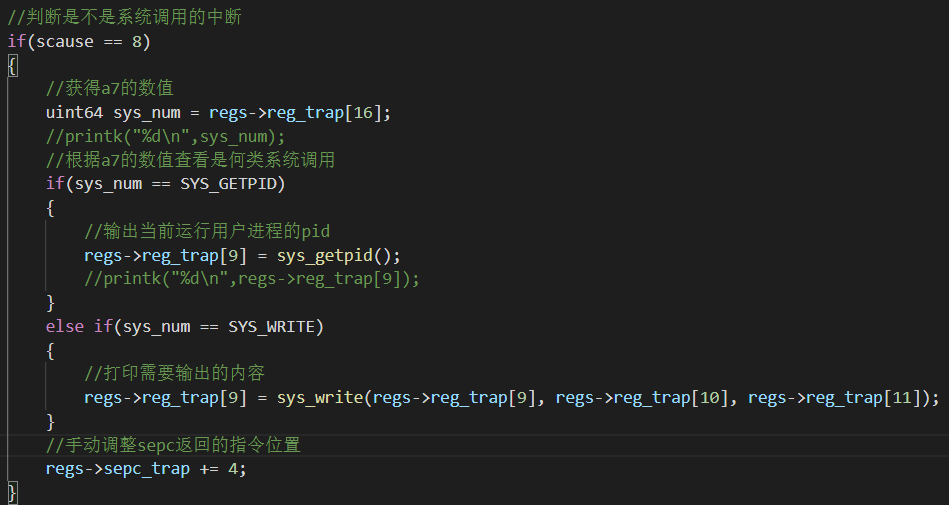 //判断是不是系统调用的中断
if(scause == 8)
{
    //获得a7的数值
    uint64 sys_num = regs->reg_trap[16];
    //printk("%d\n",sys_num);
    //根据a7的数值查看是何类系统调用
    if(sys_num == SYS_GETPID)
    {
        //输出当前运行用户进程的pid
        regs->reg_trap[9] = sys_getpid();
        //printk("%d\n",regs->reg_trap[9]);
    }
    else if(sys_num == SYS_WRITE)
    {
        //打印需要输出的内容
        regs->reg_trap[9] = sys_write(regs->reg_trap[9], regs->reg_trap[10], regs->reg_trap[11]);
    }
    //手动调整sepc返回的指令位置
    regs->sepc_trap += 4;
}